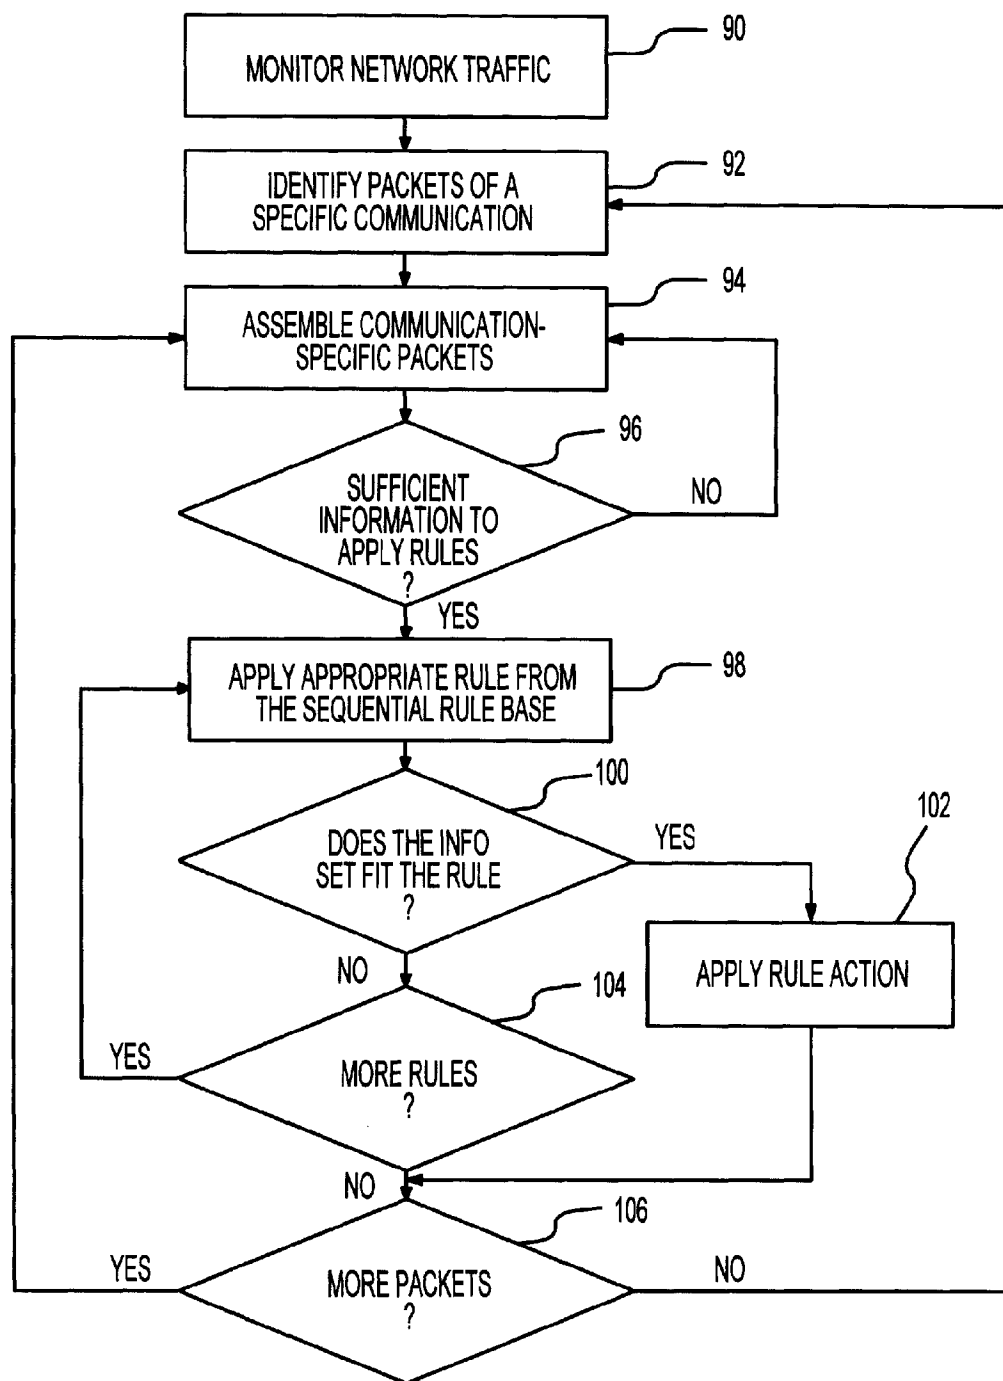 90
MONITOR NETWORK TRAFFIC
92
IDENTIFY PACKETS OF A
SPECIFIC COMMUNICATION
94
ASSEMBLE COMMUNICATION-
SPECIFIC PACKETS
96
SUFFICIENT
INFORMATION TO
APPLY RULES
?
NO
YES
98
APPLY APPROPRIATE RULE FROM
THE SEQUENTIAL RULE BASE
100
DOES THE INFO
SET FIT THE RULE
?
YES
102
APPLY RULE ACTION
NO
104
MORE RULES
?
YES
NO
106
MORE PACKETS
?
YES
NO